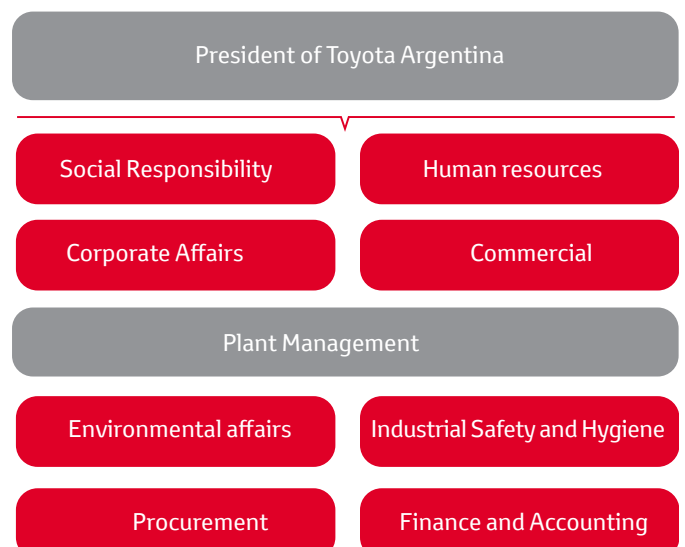 President of Toyota Argentina
Social Responsibility
Human resources
Corporate Affairs
Commercial
Plant Management
Environmental affairs
Industrial Safety and Hygiene
Procurement
Finance and Accounting